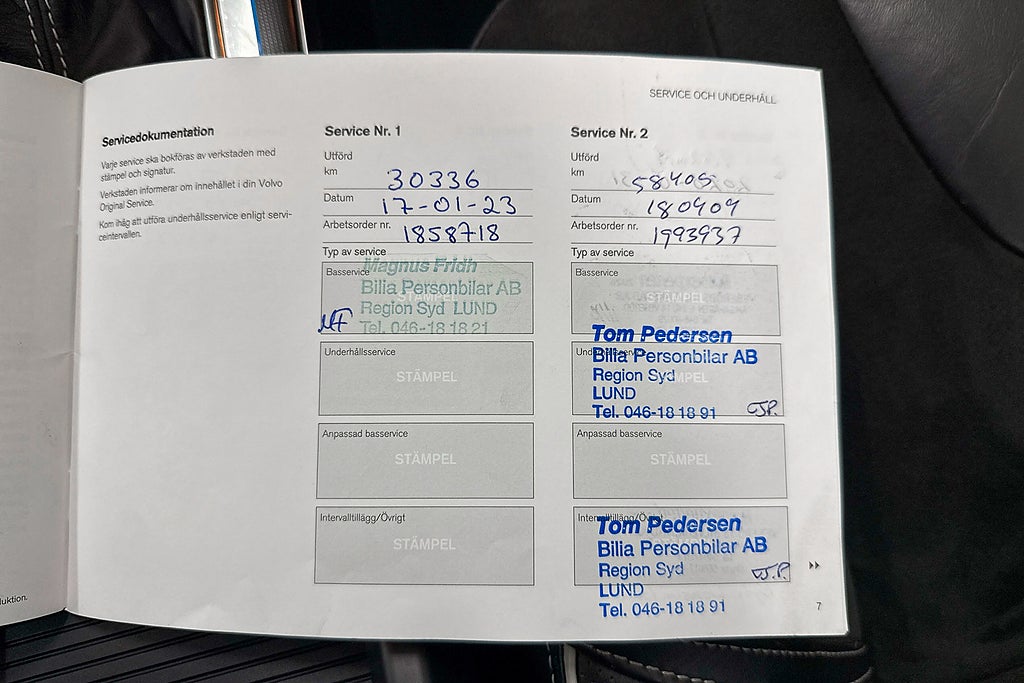 SERVICE OCH UNDERHÅLL
Servicedokumentation
Varje service ska bokföras av verkstaden med
stämpel och signatur.
Verkstaden informerar om innehållet i din Volvo
Original Service.
Kom ihåg att utföra underhållsservice enligt servi-
ceintervallen.
Service Nr. 1
Utförd
km 30336
Datum 17-01-23
Arbetsorder nr. 1858718
Typ av service
Basservice
STÄMPEL
Magnus Fridh
Bilia Personbilar AB
Region Syd LUND
Tel. 046-18 18 21
MF
Underhållsservice
STÄMPEL
Anpassad basservice
STÄMPEL
Intervalltillägg/Övrigt
STÄMPEL
Service Nr. 2
Utförd
km 58405
Datum 180409
Arbetsorder nr. 1993937
Typ av service
Basservice
STÄMPEL
Underhållsservice
STÄMPEL
Tom Pedersen
Bilia Personbilar AB
Region Syd
LUND
Tel. 046-18 18 91
T.P.
Anpassad basservice
STÄMPEL
Intervalltillägg/Övrigt
Tom Pedersen
Bilia Personbilar AB
Region Syd
LUND
Tel. 046-18 18 91
T.P.
7
luktion.